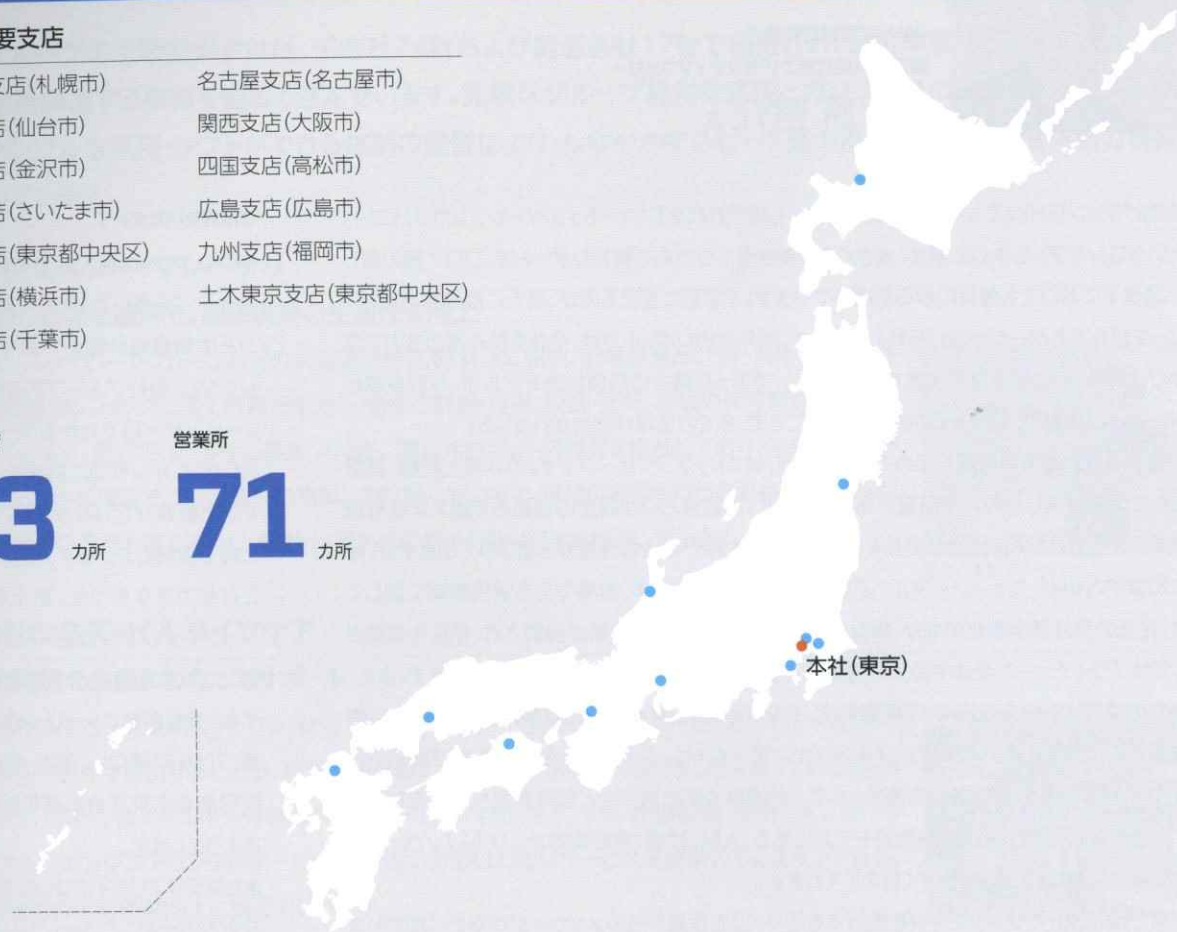 要支店
支店(札幌市)
店(仙台市)
店(金沢市)
店(さいたま市)
店(東京都中央区)
店(横浜市)
店(千葉市)
名古屋支店(名古屋市)
関西支店(大阪市)
四国支店(高松市)
広島支店(広島市)
九州支店(福岡市)
土木東京支店(東京都中央区)
3カ所
営業所
71カ所
本社(東京)